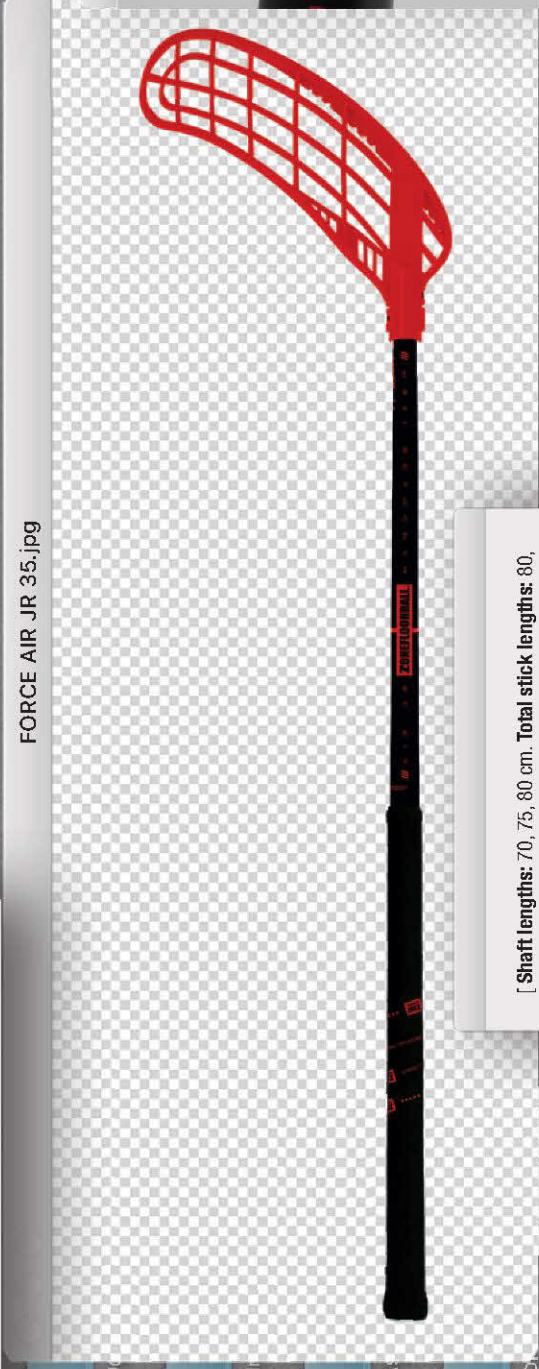 FORCE AIR JR 35.jpg
ZONEFLOORBALL
[ Shaft lengths: 70, 75, 80 cm. Total stick lengths: 80,